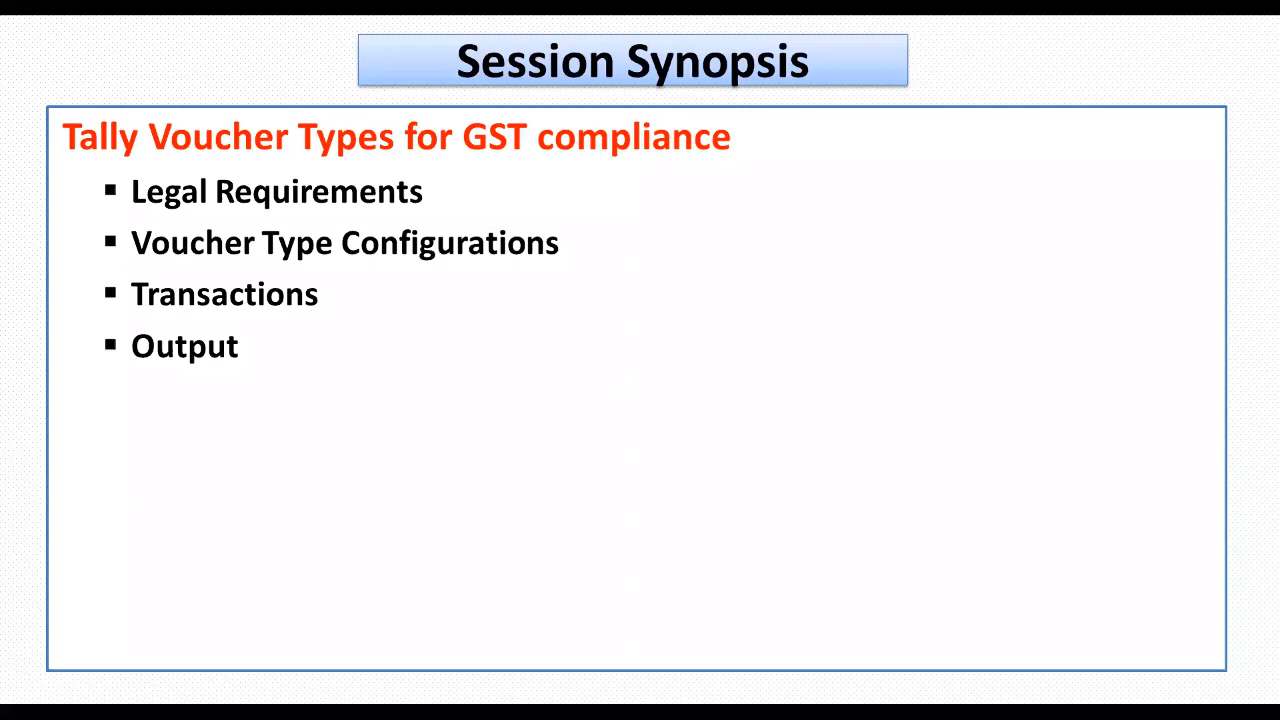 Session Synopsis
Tally Voucher Types for GST compliance
▪ Legal Requirements
▪ Voucher Type Configurations
▪ Transactions
▪ Output